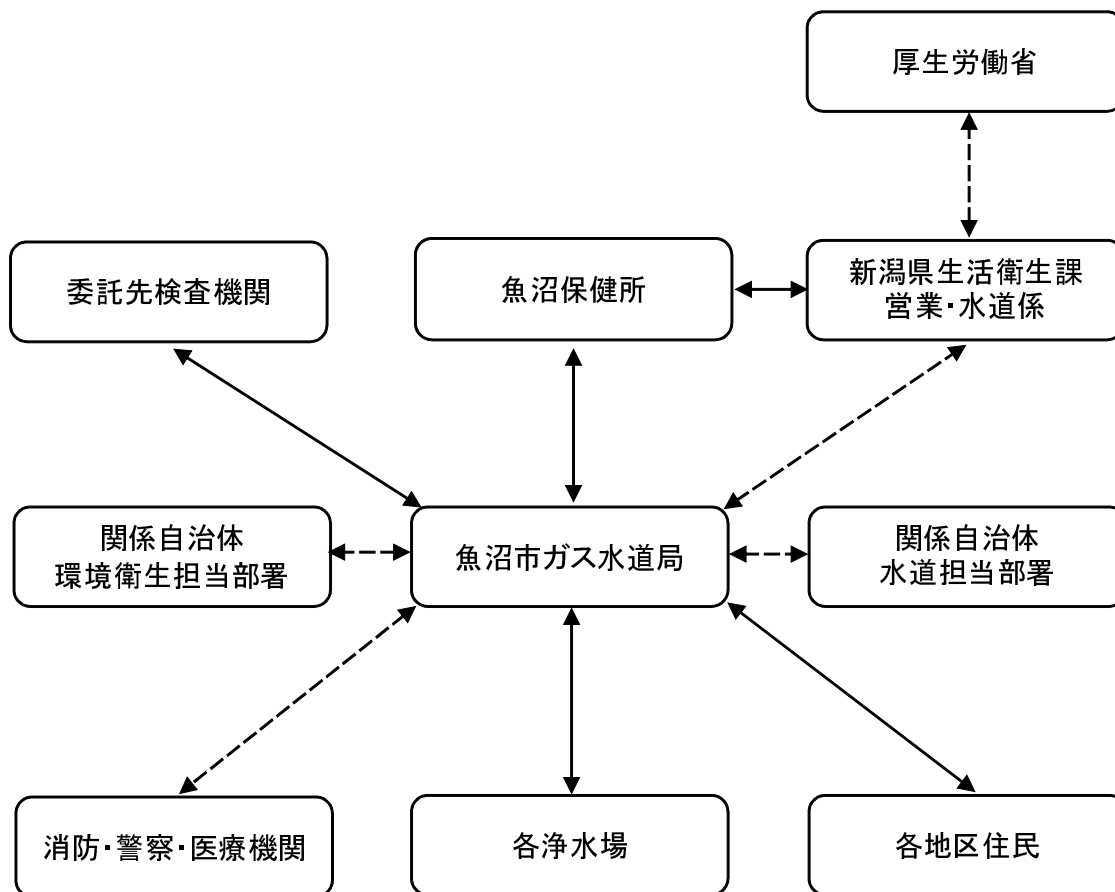 厚生労働省
委託先検査機関
魚沼保健所
新潟県生活衛生課
営業・水道係
関係自治体
環境衛生担当部署
魚沼市ガス水道局
関係自治体
水道担当部署
消防・警察・医療機関
各浄水場
各地区住民